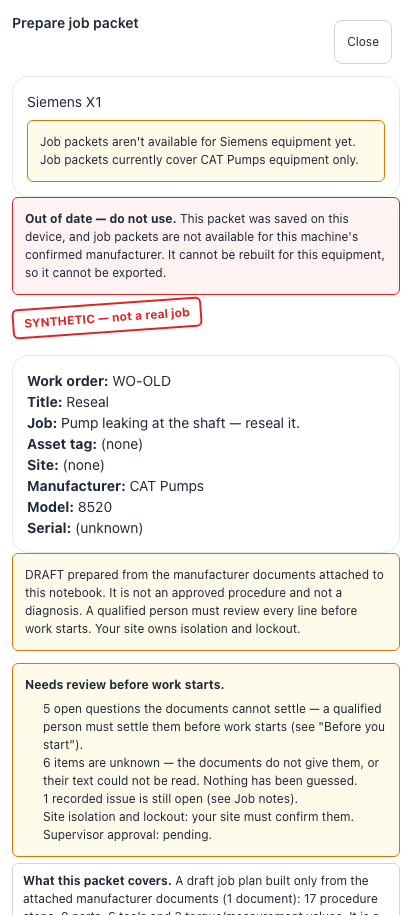 Prepare job packet
Close
Siemens X1
Job packets aren't available for Siemens equipment yet.
Job packets currently cover CAT Pumps equipment only.
Out of date — do not use. This packet was saved on this
device, and job packets are not available for this machine's
confirmed manufacturer. It cannot be rebuilt for this equipment,
so it cannot be exported.
SYNTHETIC — not a real job
Work order: WO-OLD
Title: Reseal
Job: Pump leaking at the shaft — reseal it.
Asset tag: (none)
Site: (none)
Manufacturer: CAT Pumps
Model: 8520
Serial: (unknown)
DRAFT prepared from the manufacturer documents attached to
this notebook. It is not an approved procedure and not a
diagnosis. A qualified person must review every line before
work starts. Your site owns isolation and lockout.
Needs review before work starts.
5 open questions the documents cannot settle — a qualified
person must settle them before work starts (see "Before you
start").
6 items are unknown — the documents do not give them, or
their text could not be read. Nothing has been guessed.
1 recorded issue is still open (see Job notes).
Site isolation and lockout: your site must confirm them.
Supervisor approval: pending.
What this packet covers. A draft job plan built only from the
attached manufacturer documents (1 document): 17 procedure